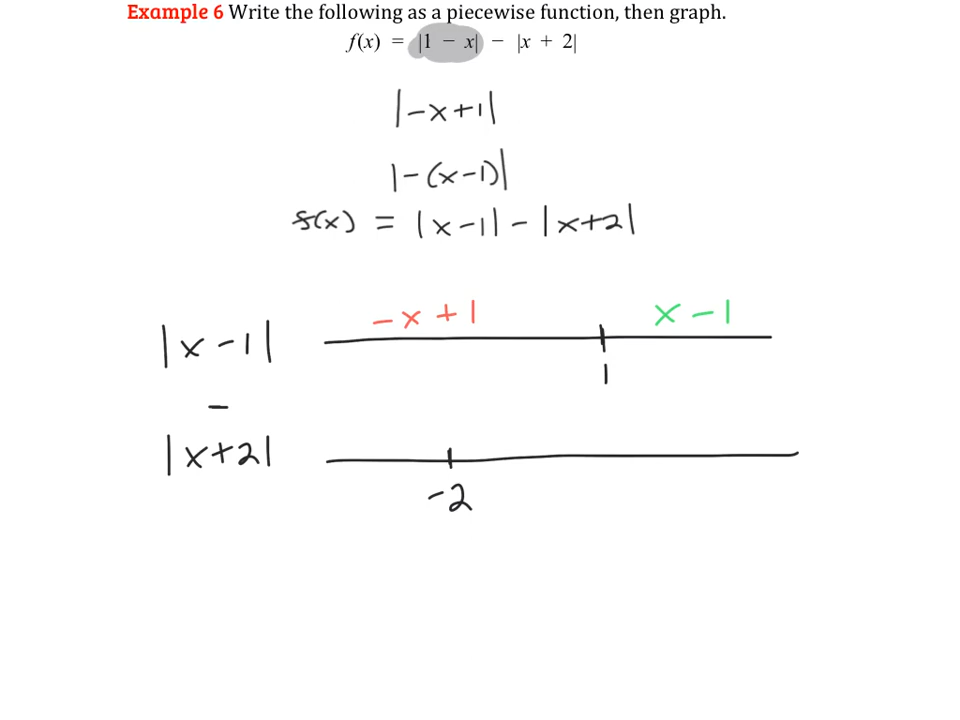 Example 6 Write the following as a piecewise function, then graph.
f(x) = |1 − x| − |x + 2|
|-x+1|
|-(x-1)|
f(x) = |x-1| - |x+2|
-x+1 x-1
|x-1|
1
-
|x+2|
-2